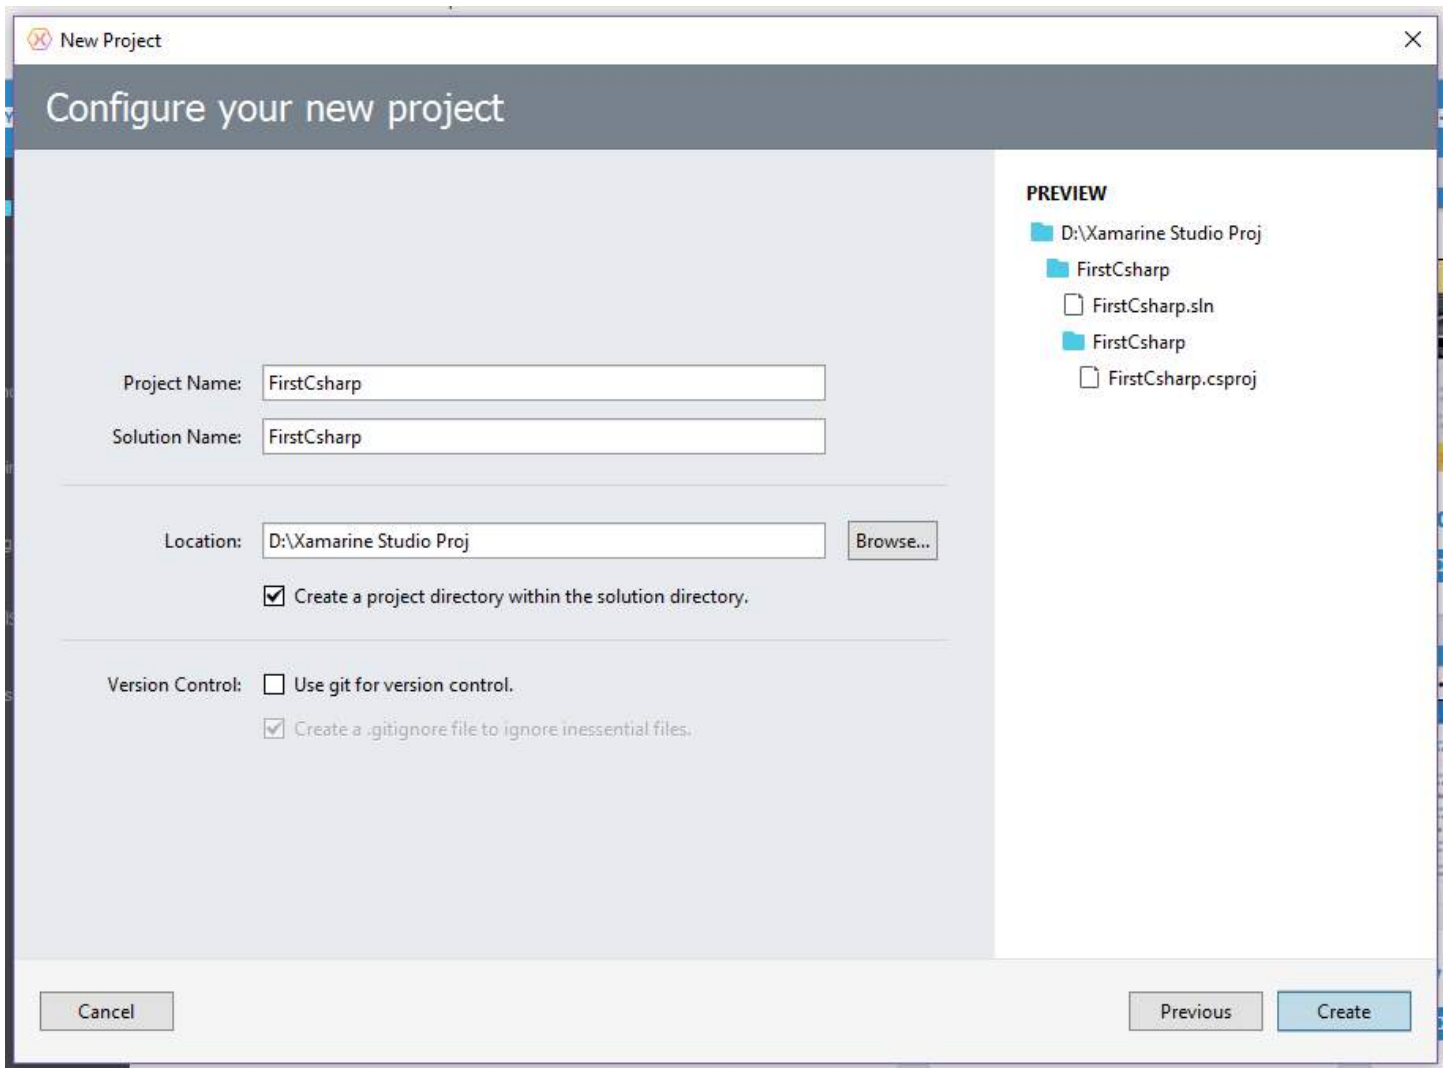 New Project
Configure your new project
Project Name: FirstCsharp
Solution Name: FirstCsharp
Location: D:\Xamarine Studio Proj Browse...
Create a project directory within the solution directory.
Version Control: Use git for version control.
Create a .gitignore file to ignore inessential files.
PREVIEW
D:\Xamarine Studio Proj
FirstCsharp
FirstCsharp.sln
FirstCsharp
FirstCsharp.csproj
Cancel Previous Create